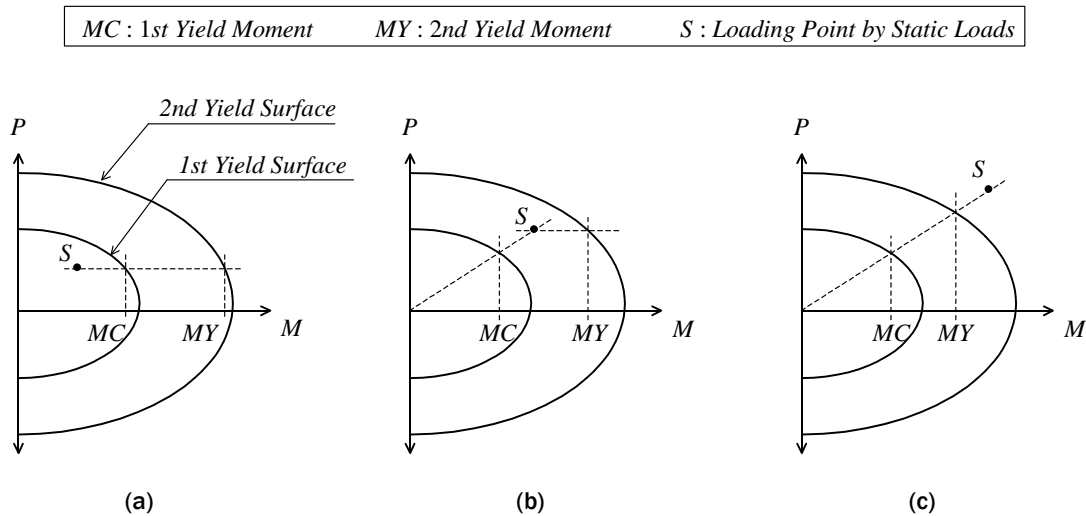 MC : 1st Yield Moment MY : 2nd Yield Moment S : Loading Point by Static Loads
2nd Yield Surface
1st Yield Surface
P
S
MC
MY
M
(a)
P
S
MC
MY
M
(b)
P
S
MC
MY
M
(c)